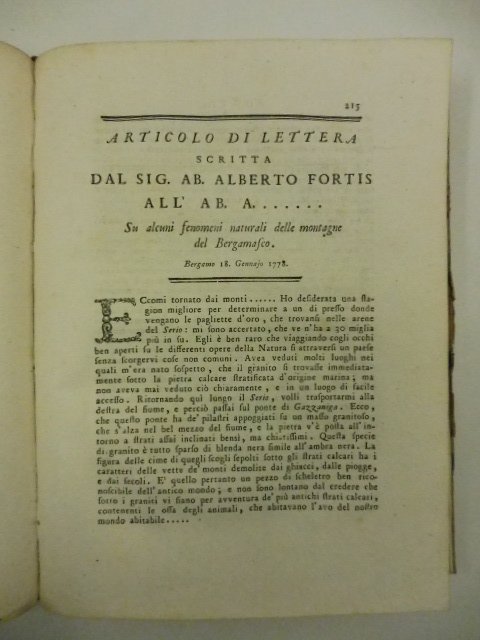 213
ARTICOLO DI LETTERA
SCRITTA
DAL SIG. AB. ALBERTO FORTIS
ALL' AB. A.......
Su alcuni fenomeni naturali delle montagne
del Bergamasco.
Bergamo 18. Gennajo 1778.
ECcomi tornato dai monti...... Ho desiderata una sta-
gion migliore per determinare a un di presso donde
vengano le pagliette d'oro, che trovansi nelle arene
del Serio: mi sono accertato, che ve n'ha a 30 miglia
più in su. Egli è ben raro che viaggiando cogli occhi
ben aperti su le differenti opere della Natura si attraversi un paese
senza iscorgervi cose non comuni. Avea veduti molti luoghi nei
quali m'era nato sospetto, che il granito si trovasse immediata-
mente sotto la pietra calcare stratificata d'origine marina; ma
non aveva mai veduto ciò chiaramente, e in un luogo di facile
accesso. Ritornando quì lungo il Serio, volli trasportarmi alla
destra del fiume, e perciò passai sul ponte di Gazzaniga. Ecco,
che questo ponte ha de' pilastri appoggiati su un masso granitoso,
che s'alza nel bel mezzo del fiume, e la pietra v'è posta all' in-
torno a strati assai inclinati bensì, ma chiarissimi. Questa specie
di granito è tutto sparso di blenda nera simile all'ambra nera. La
figura delle cime di quegli scogli sepolti sotto gli strati calcari ha i
caratteri delle vette de' monti demolite dai ghiacci, dalle piogge,
e dai secoli. E' quello pertanto un pezzo di scheletro ben rico-
noscibile dell'antico mondo; e non sono lontano dal credere che
sotto i graniti vi siano per avventura de' più antichi strati calcari,
contenenti le ossa degli animali, che abitavano l'avo del nostro
mondo abitabile.....